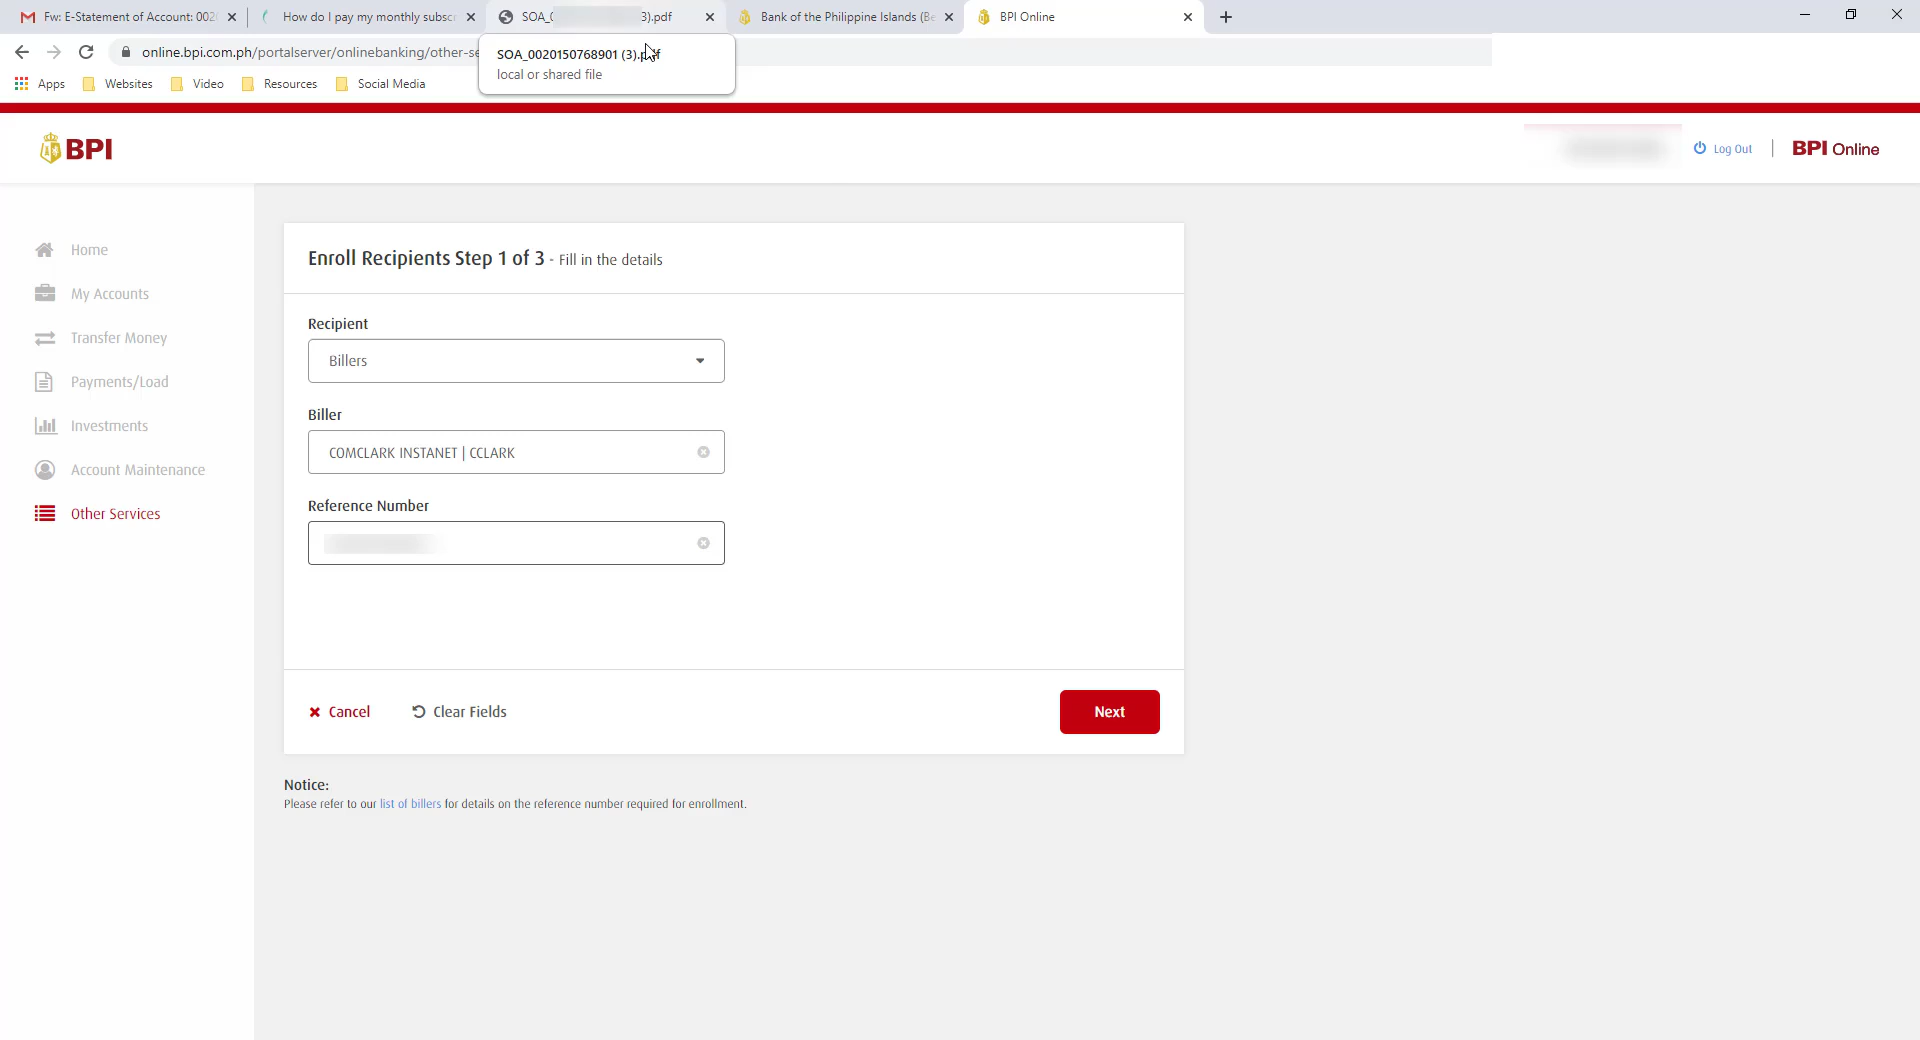 Fw: E-Statement of Account: 002
How do I pay my monthly subsc
SOA_ 3).pdf
Bank of the Philippine Islands (Be
BPI Online
online.bpi.com.ph/portalserver/onlinebanking/other-se
SOA_0020150768901 (3).pdf
local or shared file
Apps
Websites
Video
Resources
Social Media
BPI
Log Out
BPI Online
Home
My Accounts
Transfer Money
Payments/Load
Investments
Account Maintenance
Other Services
Enroll Recipients Step 1 of 3 - Fill in the details
Recipient
Billers
Biller
COMCLARK INSTANET | CCLARK
Reference Number
Cancel
Clear Fields
Next
Notice:
Please refer to our list of billers for details on the reference number required for enrollment.